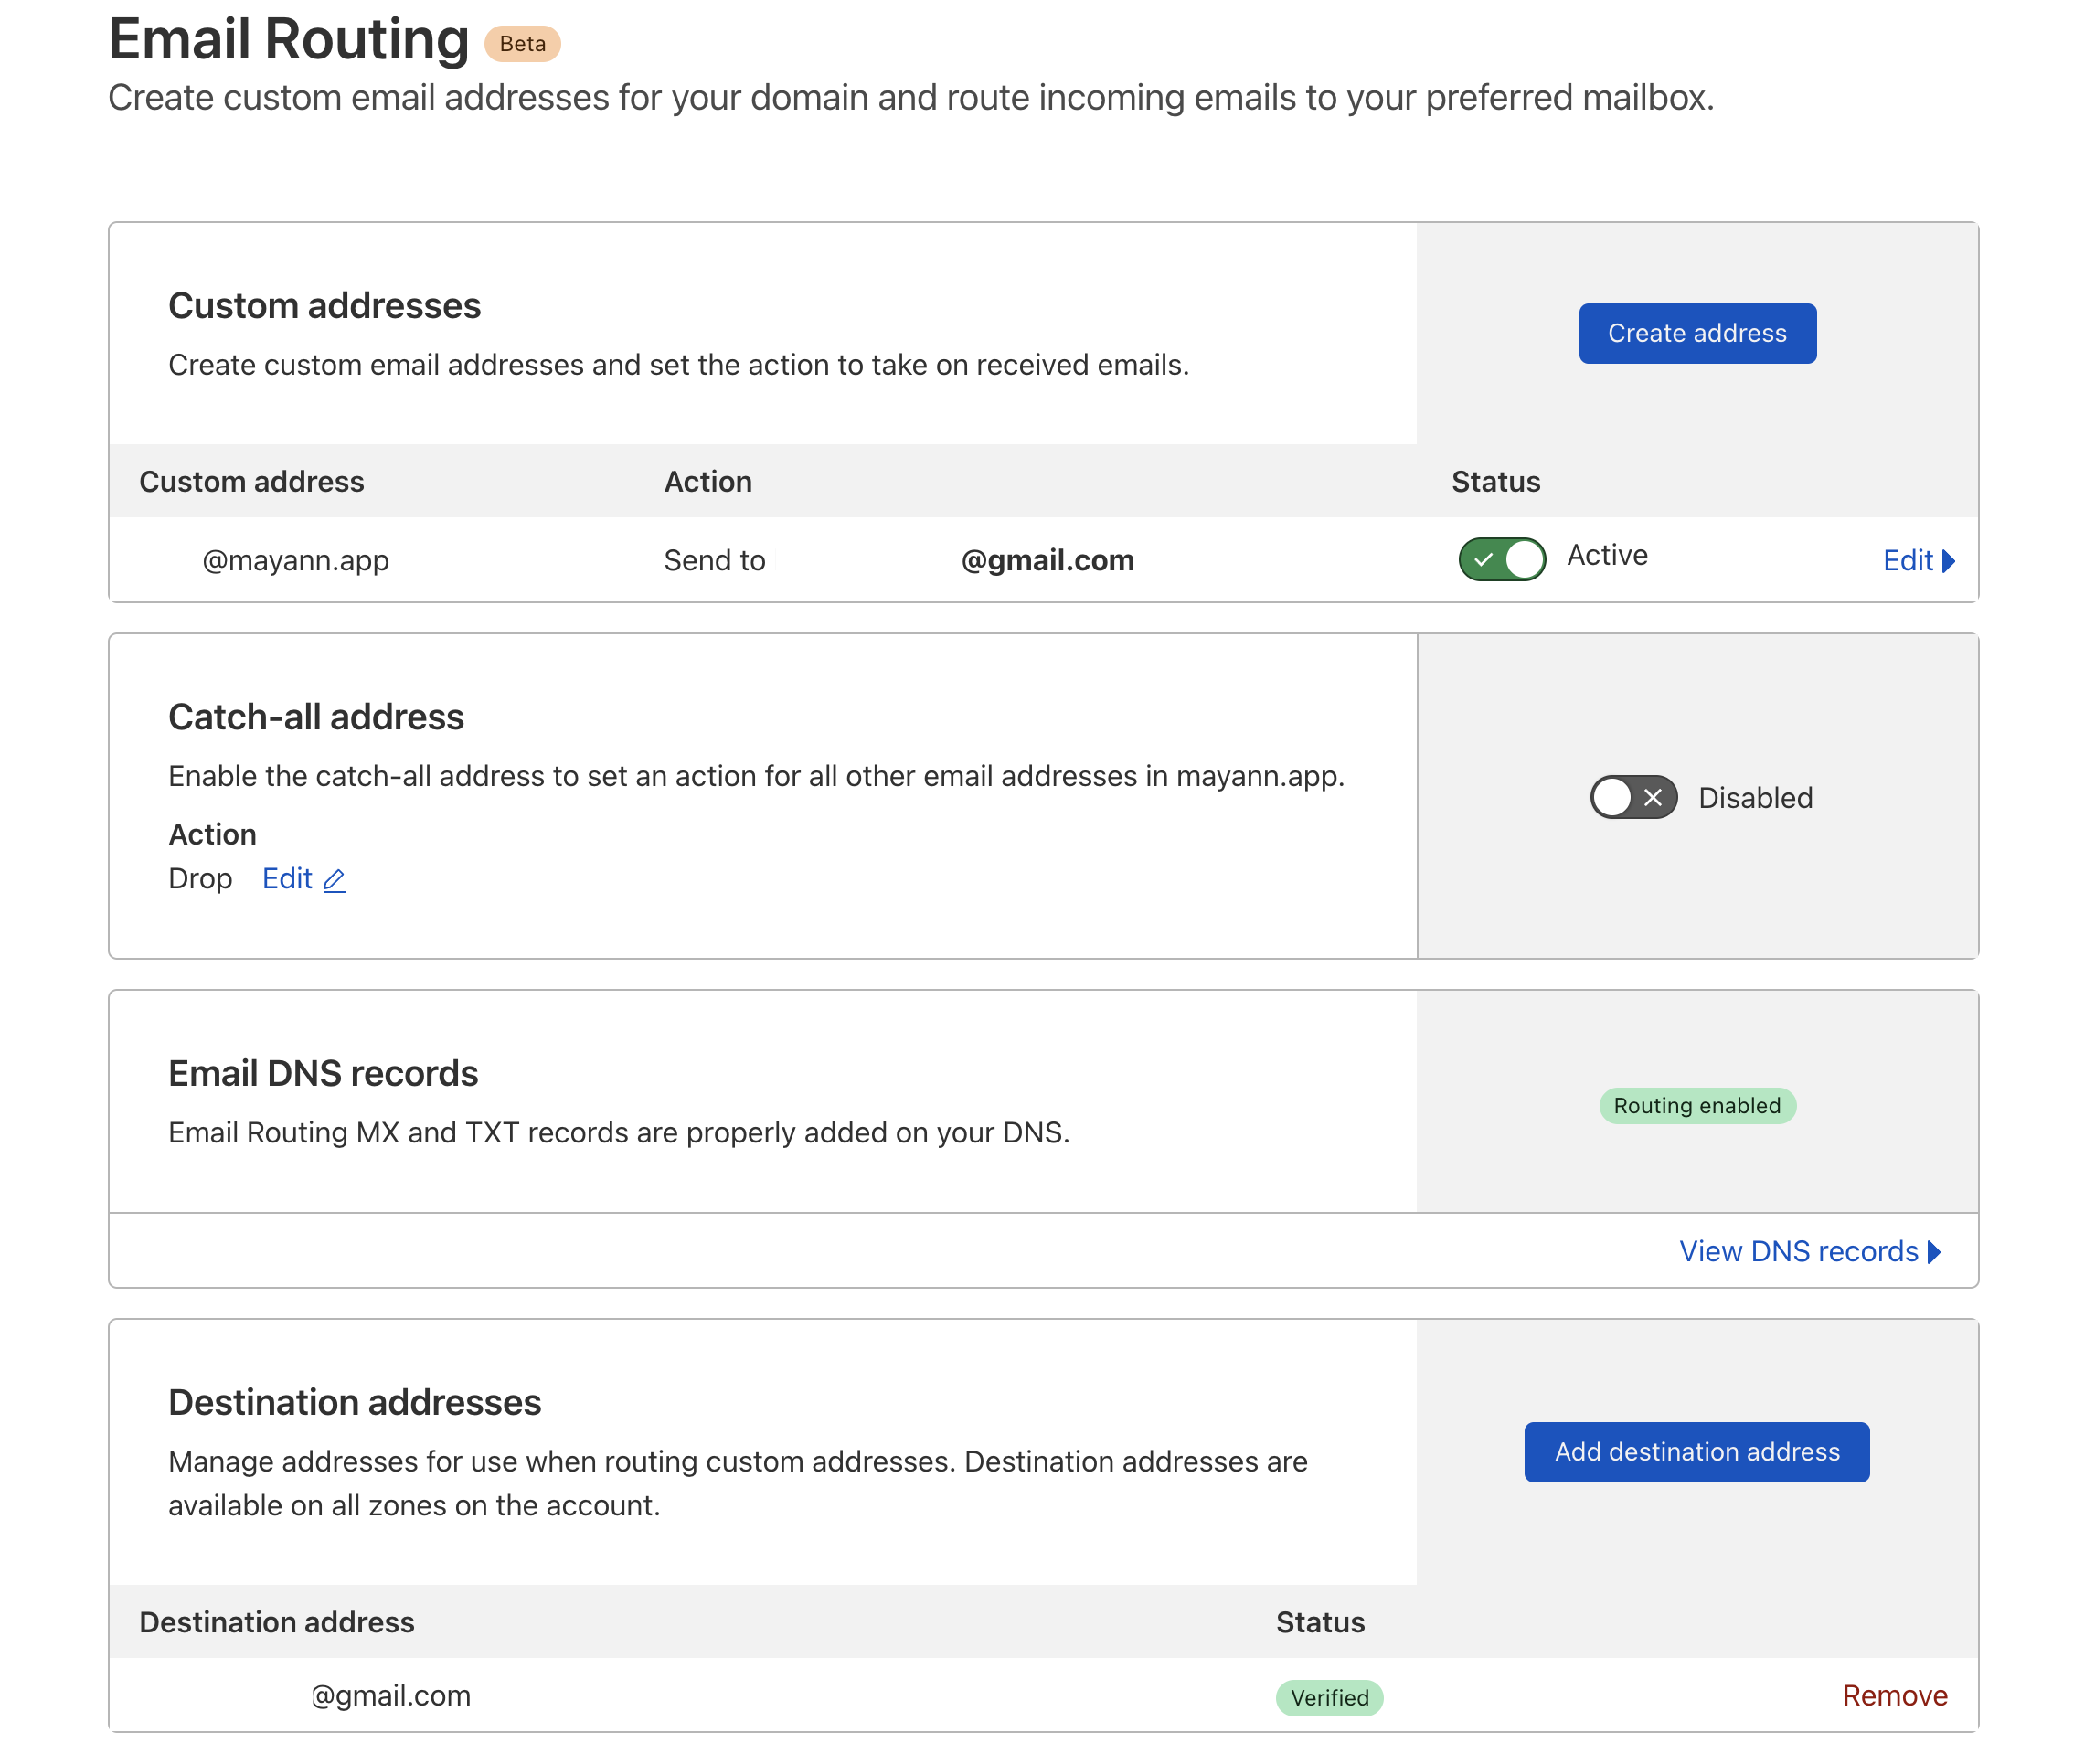 Email Routing Beta
Create custom email addresses for your domain and route incoming emails to your preferred mailbox.
Custom addresses
Create custom email addresses and set the action to take on received emails.
Create address
Custom address Action Status
@mayann.app Send to @gmail.com Active Edit
Catch-all address
Enable the catch-all address to set an action for all other email addresses in mayann.app.
Action
Drop Edit
Disabled
Email DNS records
Email Routing MX and TXT records are properly added on your DNS.
Routing enabled
View DNS records
Destination addresses
Manage addresses for use when routing custom addresses. Destination addresses are
available on all zones on the account.
Add destination address
Destination address Status
@gmail.com Verified Remove